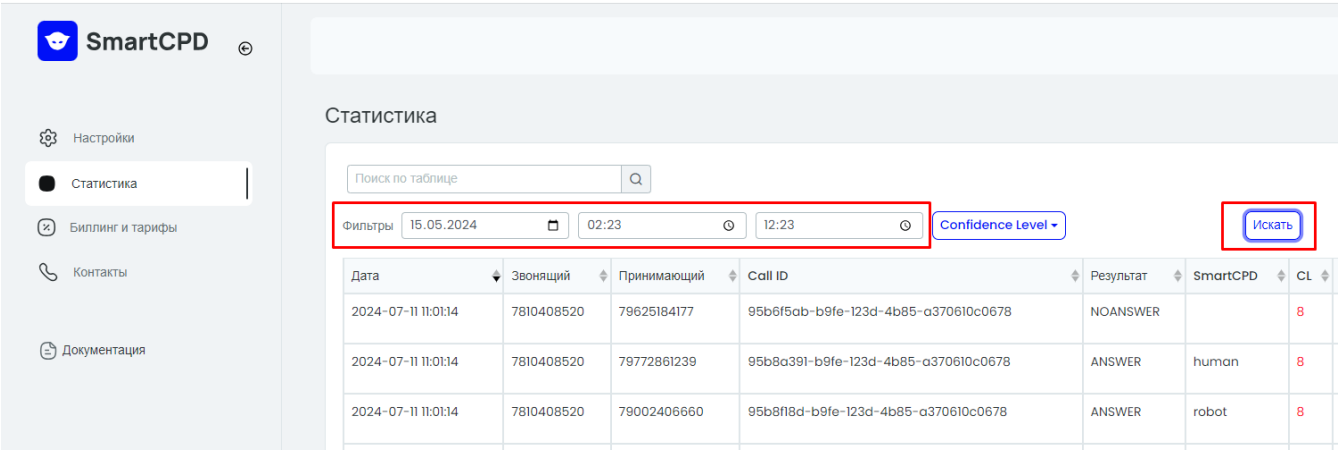 SmartCPD
Настройки
Статистика
Биллинг и тарифы
Контакты
Документация
Статистика
Поиск по таблице
Фильтры 15.05.2024 02:23 12:23 Confidence Level Искать
Дата Звонящий Принимающий Call ID Результат SmartCPD CL
2024-07-11 11:01:14 7810408520 79625184177 95b6f5ab-b9fe-123d-4b85-a370610c0678 NOANSWER 8
2024-07-11 11:01:14 7810408520 79772861239 95b8a391-b9fe-123d-4b85-a370610c0678 ANSWER human 8
2024-07-11 11:01:14 7810408520 79002406660 95b8f18d-b9fe-123d-4b85-a370610c0678 ANSWER robot 8